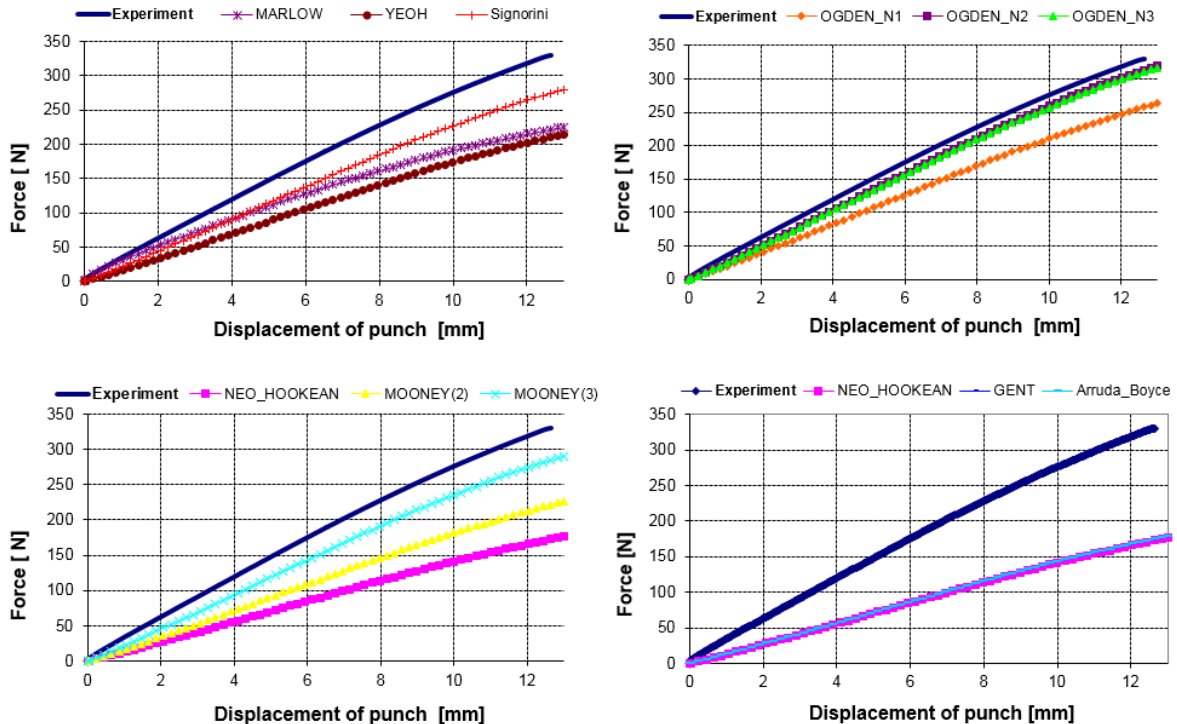 Experiment MARLOW YEOH Signorini
350
300
250
200
150
100
50
0
Force [ N]
0 2 4 6 8 10 12
Displacement of punch [mm]
Experiment OGDEN_N1 OGDEN_N2 OGDEN_N3
350
300
250
200
150
100
50
0
Force [N]
0 2 4 6 8 10 12
Displacement of punch [mm]
Experiment NEO_HOOKEAN MOONEY(2) MOONEY(3)
350
300
250
200
150
100
50
0
Force [ N]
0 2 4 6 8 10 12
Displacement of punch [mm]
Experiment NEO_HOOKEAN GENT Arruda_Boyce
350
300
250
200
150
100
50
0
Force [N]
0 2 4 6 8 10 12
Displacement of punch [mm]